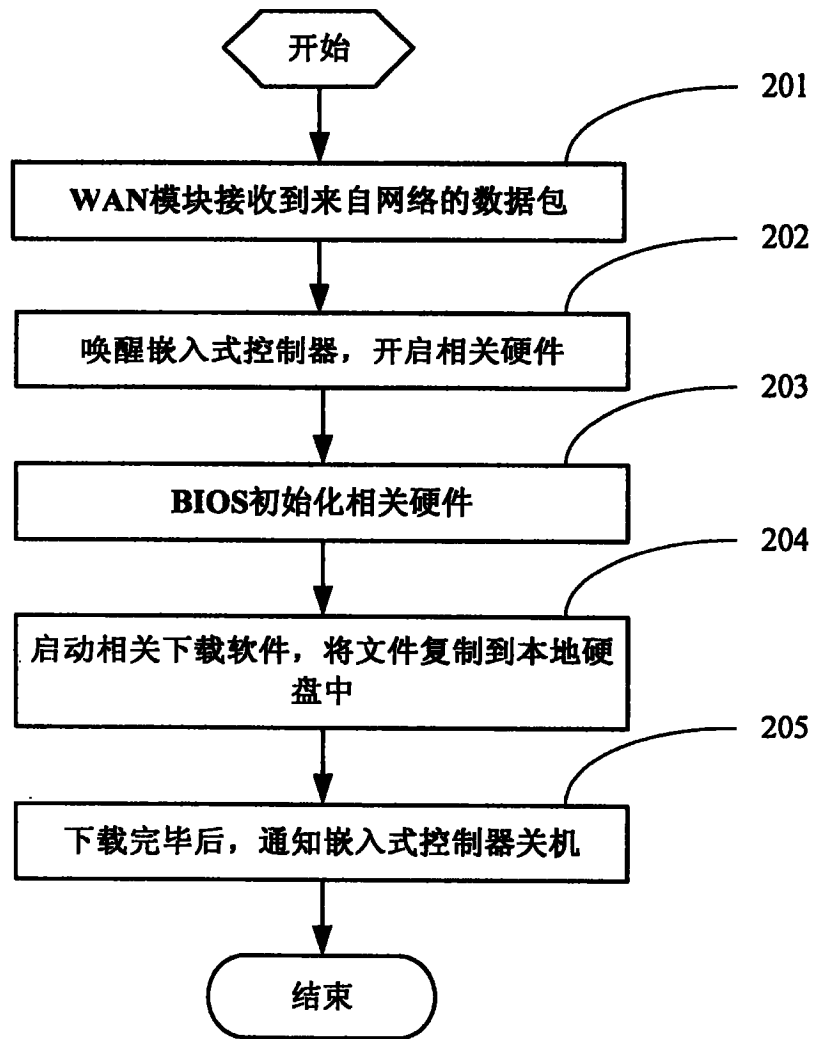 开始
201
WAN模块接收到来自网络的数据包
202
唤醒嵌入式控制器，开启相关硬件
203
BIOS初始化相关硬件
204
启动相关下载软件，将文件复制到本地硬
盘中
205
下载完毕后，通知嵌入式控制器关机
结束